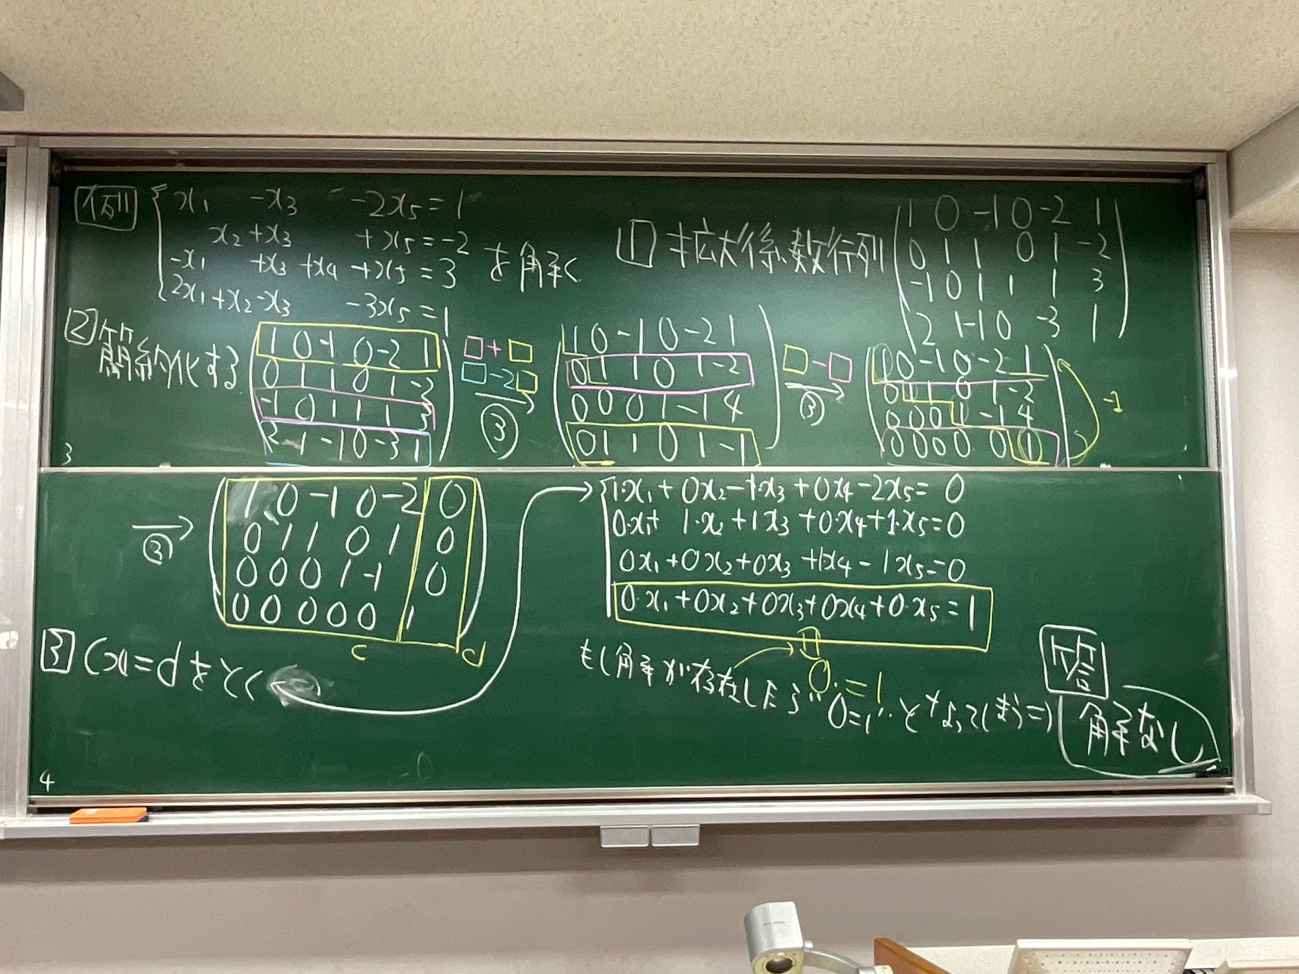 例
x₁ -x₃ -2x₅ = 1
x₂+x₃ +x₅ = -2
-x₁ +x₃ +x₄ +x₅ = 3 を解く
2x₁+x₂-x₃ -3x₅ = 1
1 拡大係数行列
1 0 -1 0 -2 1
0 1 1 0 1 -2
-1 0 1 1 1 3
2 1 -1 0 -3 1
2 簡約化する
1 0 -1 0 -2 1
0 1 1 0 1 -2
-1 0 1 1 1 3
2 1 -1 0 -3 1
□+□
□-2□
→
③
1 0 -1 0 -2 1
0 1 1 0 1 -2
0 0 0 1 -1 4
0 1 1 0 1 -1
□-□
→
③
1 0 -1 0 -2 1
0 1 1 0 1 -2
0 0 0 1 -1 4
0 0 0 0 0 1
3
→
③
1 0 -1 0 -2 0
0 1 1 0 1 0
0 0 0 1 -1 0
0 0 0 0 0 1
c d
3 Cx=dをとく
1·x₁ + 0x₂ - 1·x₃ + 0x₄ - 2x₅ = 0
0·x₁ + 1·x₂ + 1x₃ + 0·x₄ + 1·x₅ = 0
0x₁ + 0x₂ + 0x₃ + 1x₄ - 1x₅ = 0
0·x₁ + 0x₂ + 0x₃ + 0x₄ + 0·x₅ = 1
0 = 1
もし解が存在したら "0=1" となってしまう ⇒
答
解なし
4